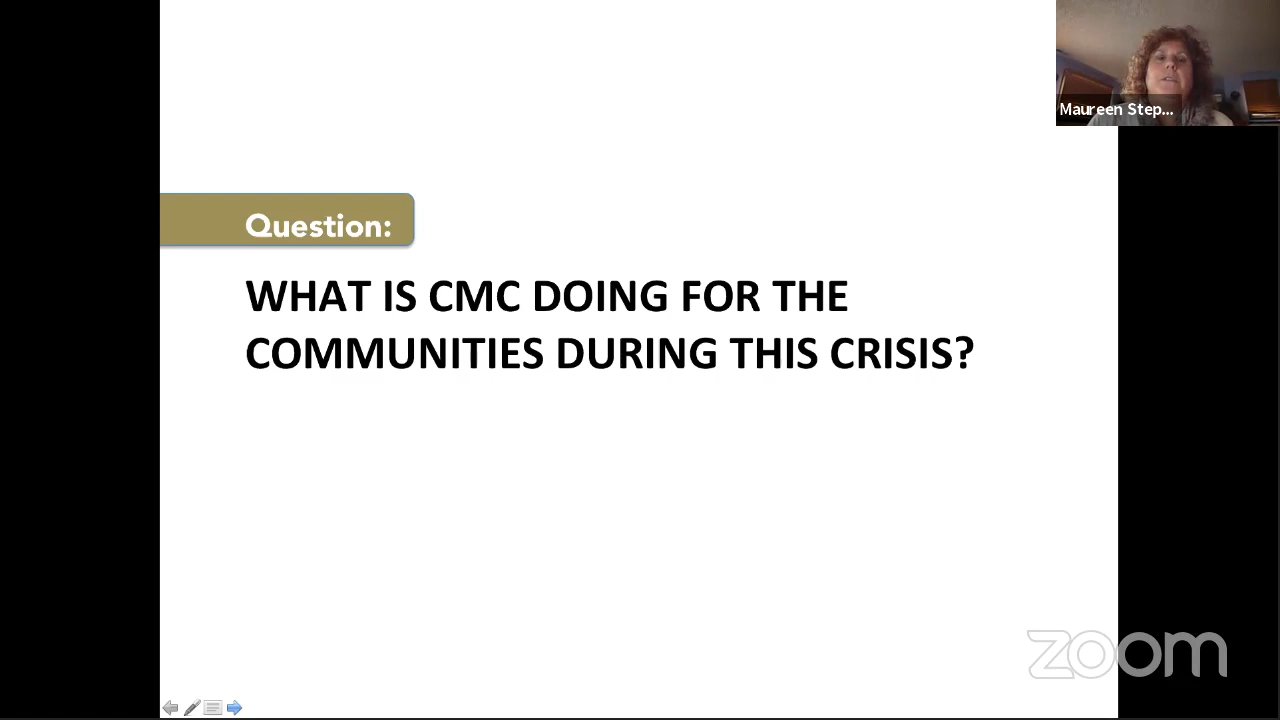 Maureen Step...
Question:
WHAT IS CMC DOING FOR THE
COMMUNITIES DURING THIS CRISIS?
zoom